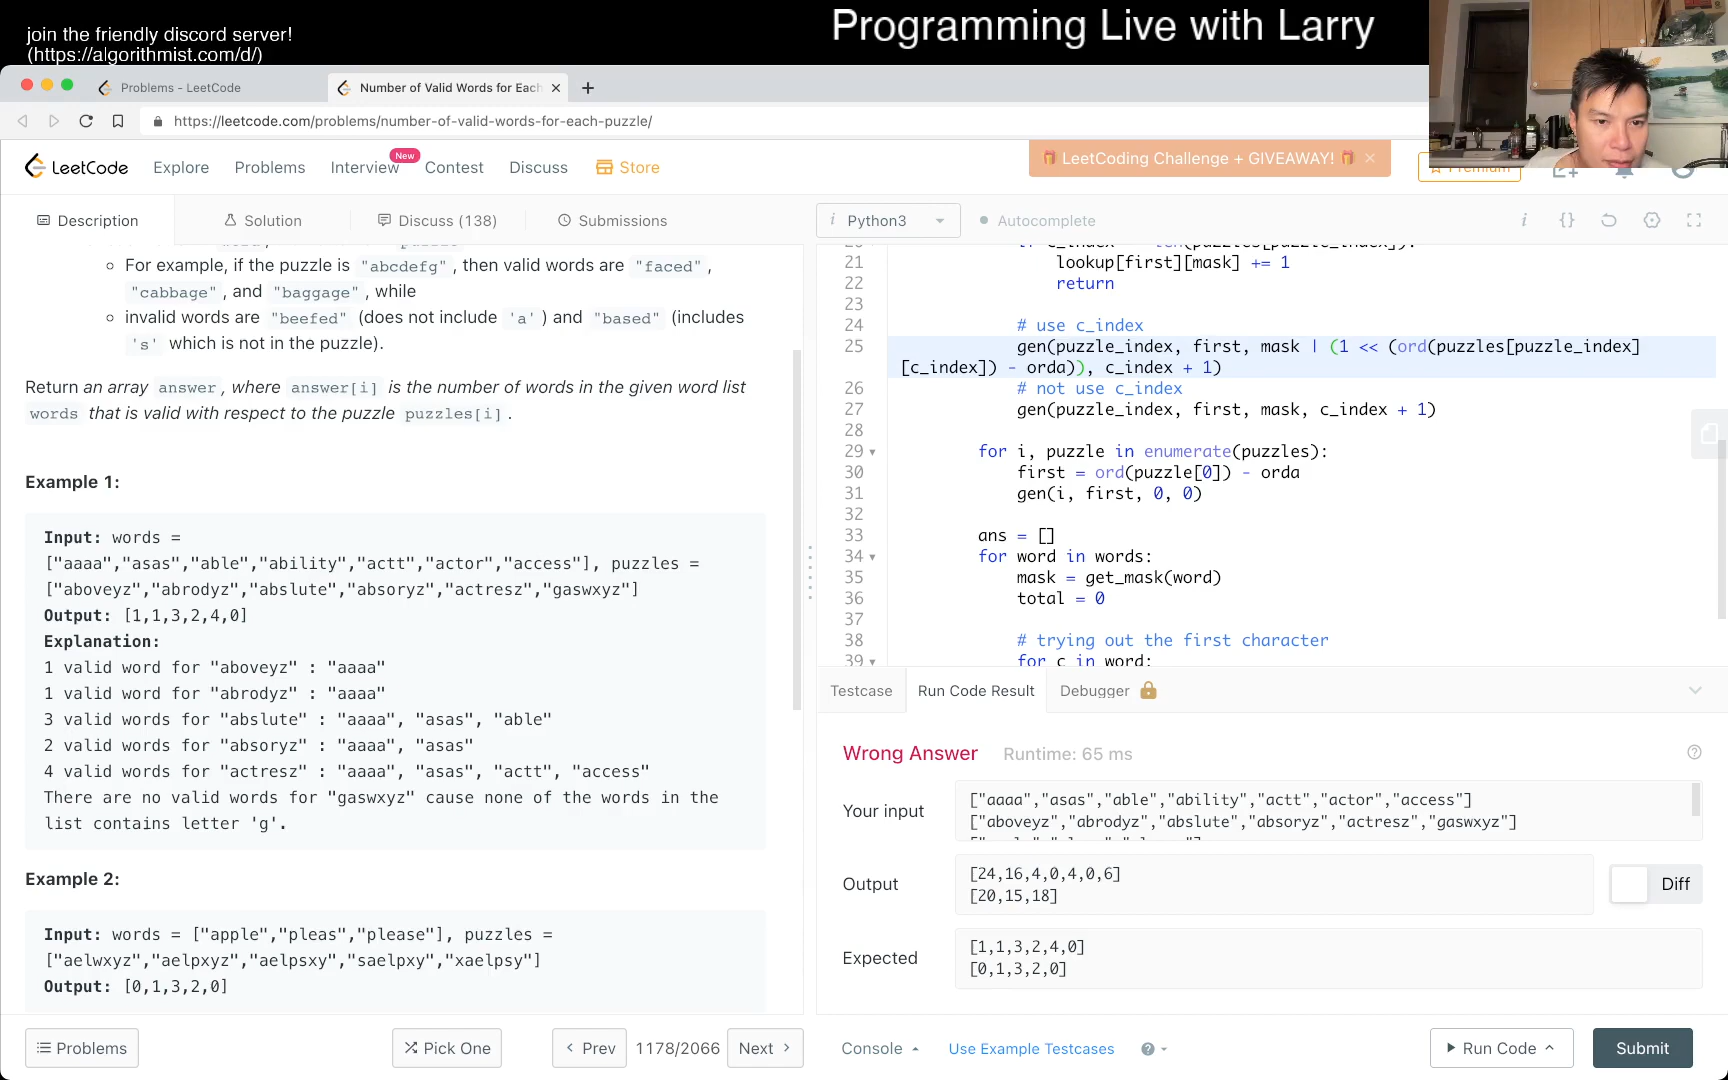 join the friendly discord server!
(https://algorithmist.com/d/)
Programming Live with Larry
Problems - LeetCode
Number of Valid Words for Each
https://leetcode.com/problems/number-of-valid-words-for-each-puzzle/
LeetCode
Explore
Problems
Interview
New
Contest
Discuss
Store
LeetCoding Challenge + GIVEAWAY!
Premium
Description
Solution
Discuss (138)
Submissions
i Python3
Autocomplete
For example, if the puzzle is "abcdefg", then valid words are "faced",
"cabbage", and "baggage", while
invalid words are "beefed" (does not include 'a') and "based" (includes
's' which is not in the puzzle).
Return an array answer, where answer[i] is the number of words in the given word list
words that is valid with respect to the puzzle puzzles[i].
Example 1:
Input: words =
["aaaa","asas","able","ability","actt","actor","access"], puzzles =
["aboveyz","abrodyz","abslute","absoryz","actresz","gaswxyz"]
Output: [1,1,3,2,4,0]
Explanation:
1 valid word for "aboveyz" : "aaaa"
1 valid word for "abrodyz" : "aaaa"
3 valid words for "abslute" : "aaaa", "asas", "able"
2 valid words for "absoryz" : "aaaa", "asas"
4 valid words for "actresz" : "aaaa", "asas", "actt", "access"
There are no valid words for "gaswxyz" cause none of the words in the
list contains letter 'g'.
Example 2:
Input: words = ["apple","pleas","please"], puzzles =
["aelwxyz","aelpxyz","aelpsxy","saelpxy","xaelpsy"]
Output: [0,1,3,2,0]
Problems
Pick One
Prev
1178/2066
Next
21 lookup[first][mask] += 1
22 return
23
24 # use c_index
25 gen(puzzle_index, first, mask | (1 << (ord(puzzles[puzzle_index]
[c_index]) - orda)), c_index + 1)
26 # not use c_index
27 gen(puzzle_index, first, mask, c_index + 1)
28
29 for i, puzzle in enumerate(puzzles):
30 first = ord(puzzle[0]) - orda
31 gen(i, first, 0, 0)
32
33 ans = []
34 for word in words:
35 mask = get_mask(word)
36 total = 0
37
38 # trying out the first character
39 for c in word:
Testcase
Run Code Result
Debugger
Wrong Answer
Runtime: 65 ms
Your input
["aaaa","asas","able","ability","actt","actor","access"]
["aboveyz","abrodyz","abslute","absoryz","actresz","gaswxyz"]
Output
[24,16,4,0,4,0,6]
[20,15,18]
Diff
Expected
[1,1,3,2,4,0]
[0,1,3,2,0]
Console
Use Example Testcases
Run Code
Submit